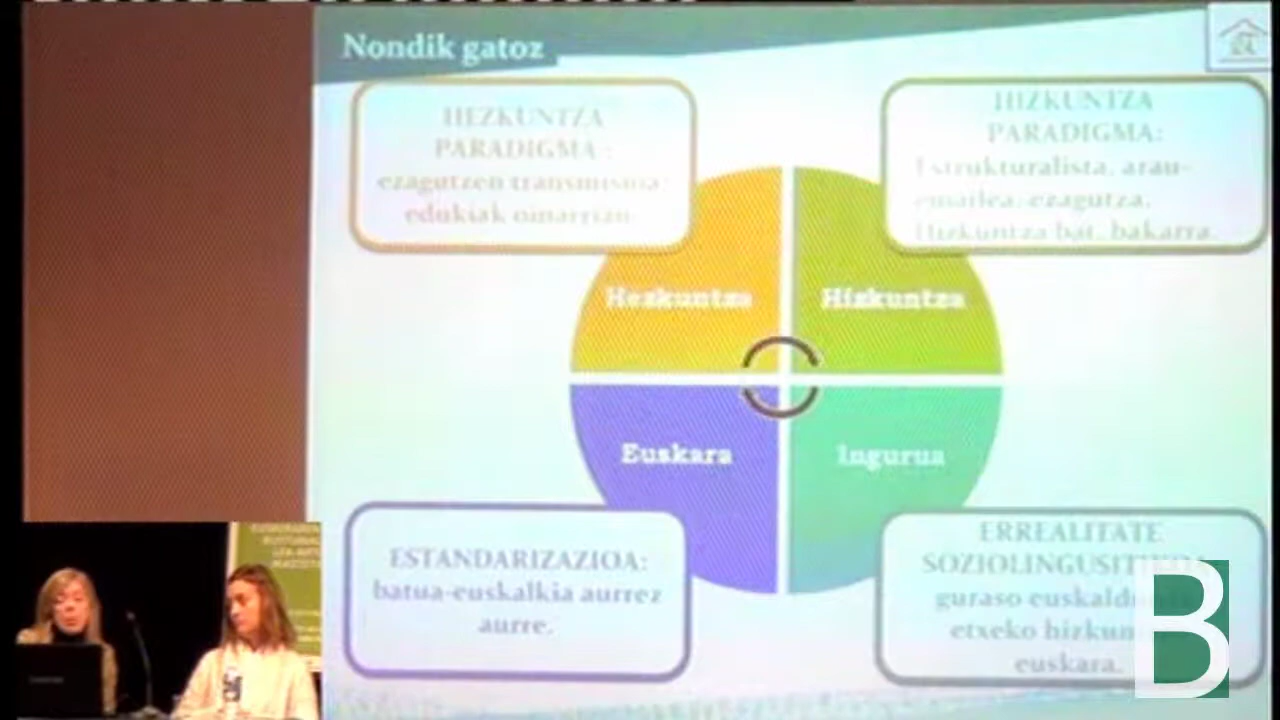 Nondik gatoz
HEZKUNTZA
PARADIGMA :
ezagutzen transmisioa:
edukiak oinarrian.
HIZKUNTZA
PARADIGMA:
Estrukturalista, arau-
emailea: ezagutza.
Hizkuntza bat, bakarra.
Hezkuntza
Hizkuntza
Euskara
Ingurua
ESTANDARIZAZIOA:
batua-euskalkia aurrez
aurre.
ERREALITATE
guraso
etxeko
euskara.
B